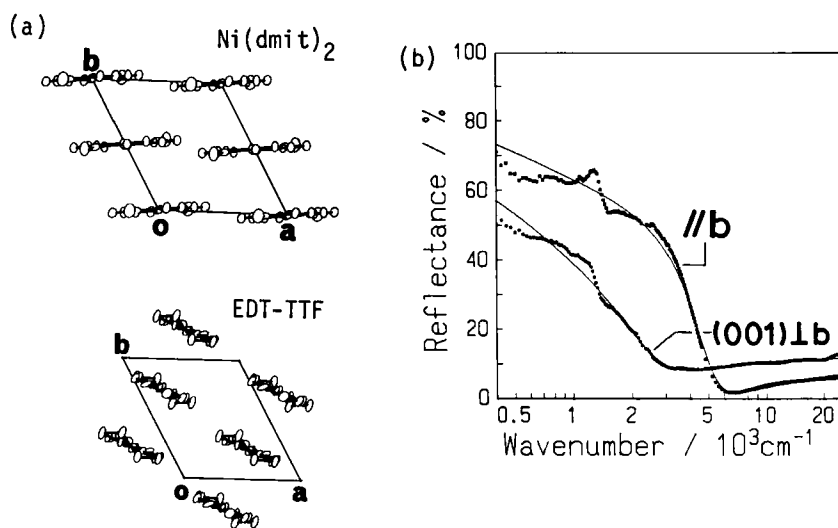 (a)
Ni(dmit)₂
b
o
a
EDT-TTF
b
o
a
(b)
100
80
60
40
20
0
Reflectance / %
//b
(001)⊥b
0.5 1 2 5 10 20
Wavenumber / 10³cm⁻¹